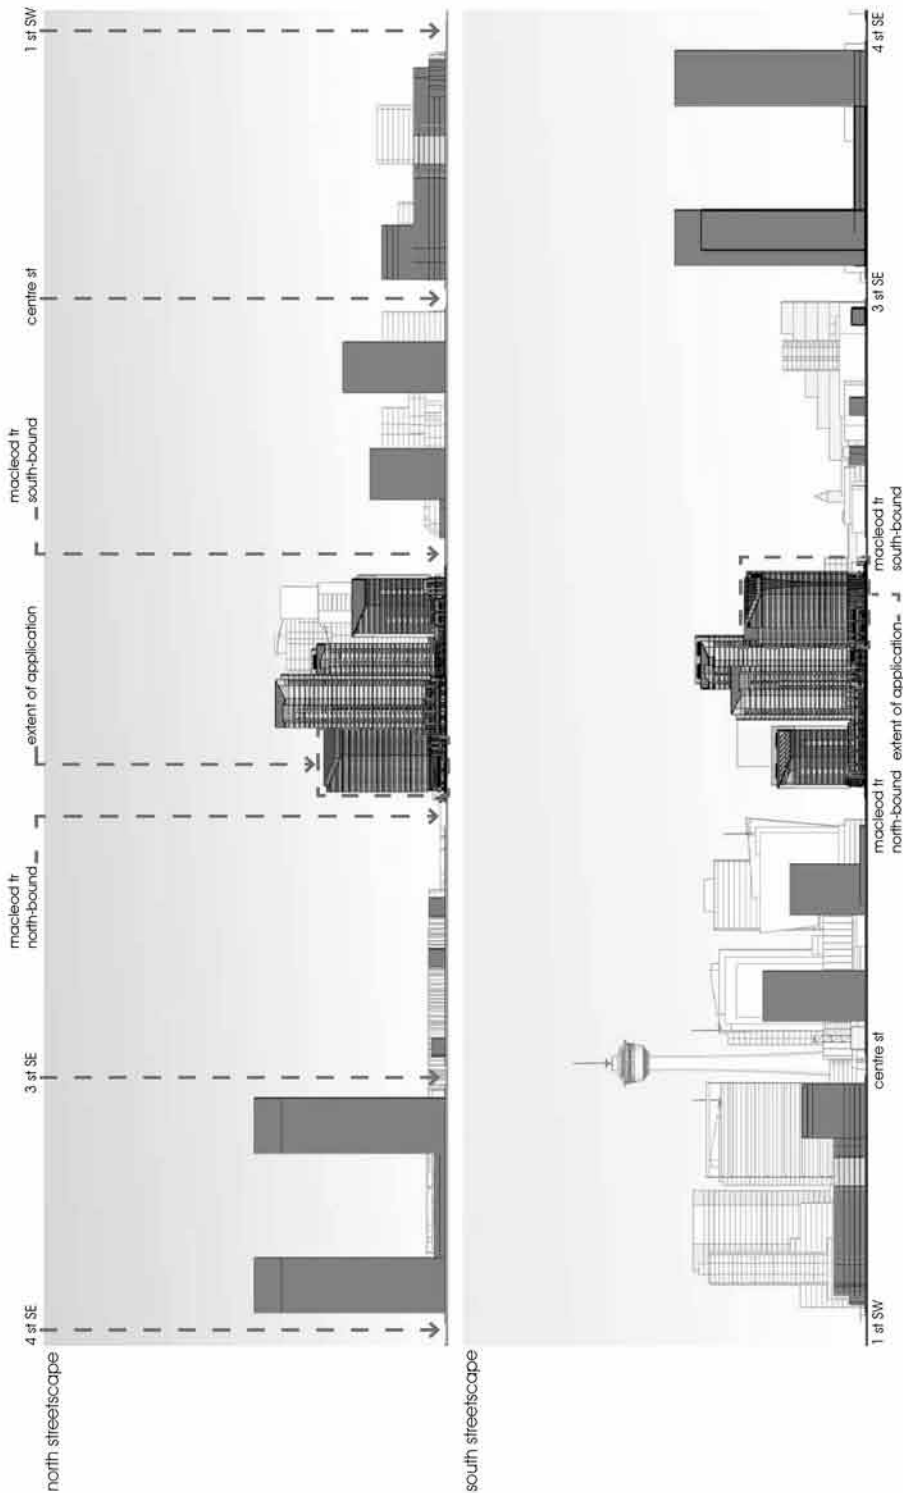 north streetscape
4 st SE
3 st SE
macleod tr
north-bound
extent of application
macleod tr
south-bound
centre st
1 st SW
south streetscape
1 st SW
centre st
macleod tr
north-bound
extent of application
macleod tr
south-bound
3 st SE
4 st SE